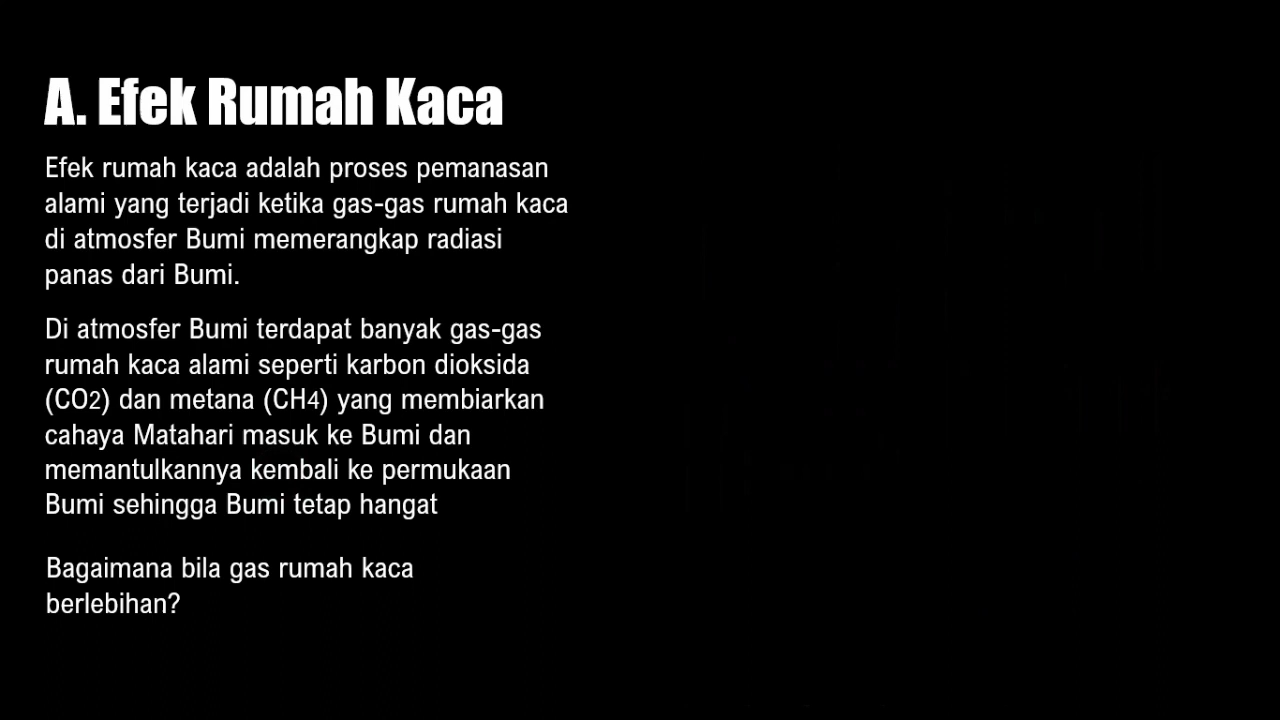 A. Efek Rumah Kaca
Efek rumah kaca adalah proses pemanasan
alami yang terjadi ketika gas-gas rumah kaca
di atmosfer Bumi memerangkap radiasi
panas dari Bumi.
Di atmosfer Bumi terdapat banyak gas-gas
rumah kaca alami seperti karbon dioksida
(CO2) dan metana (CH4) yang membiarkan
cahaya Matahari masuk ke Bumi dan
memantulkannya kembali ke permukaan
Bumi sehingga Bumi tetap hangat
Bagaimana bila gas rumah kaca
berlebihan?